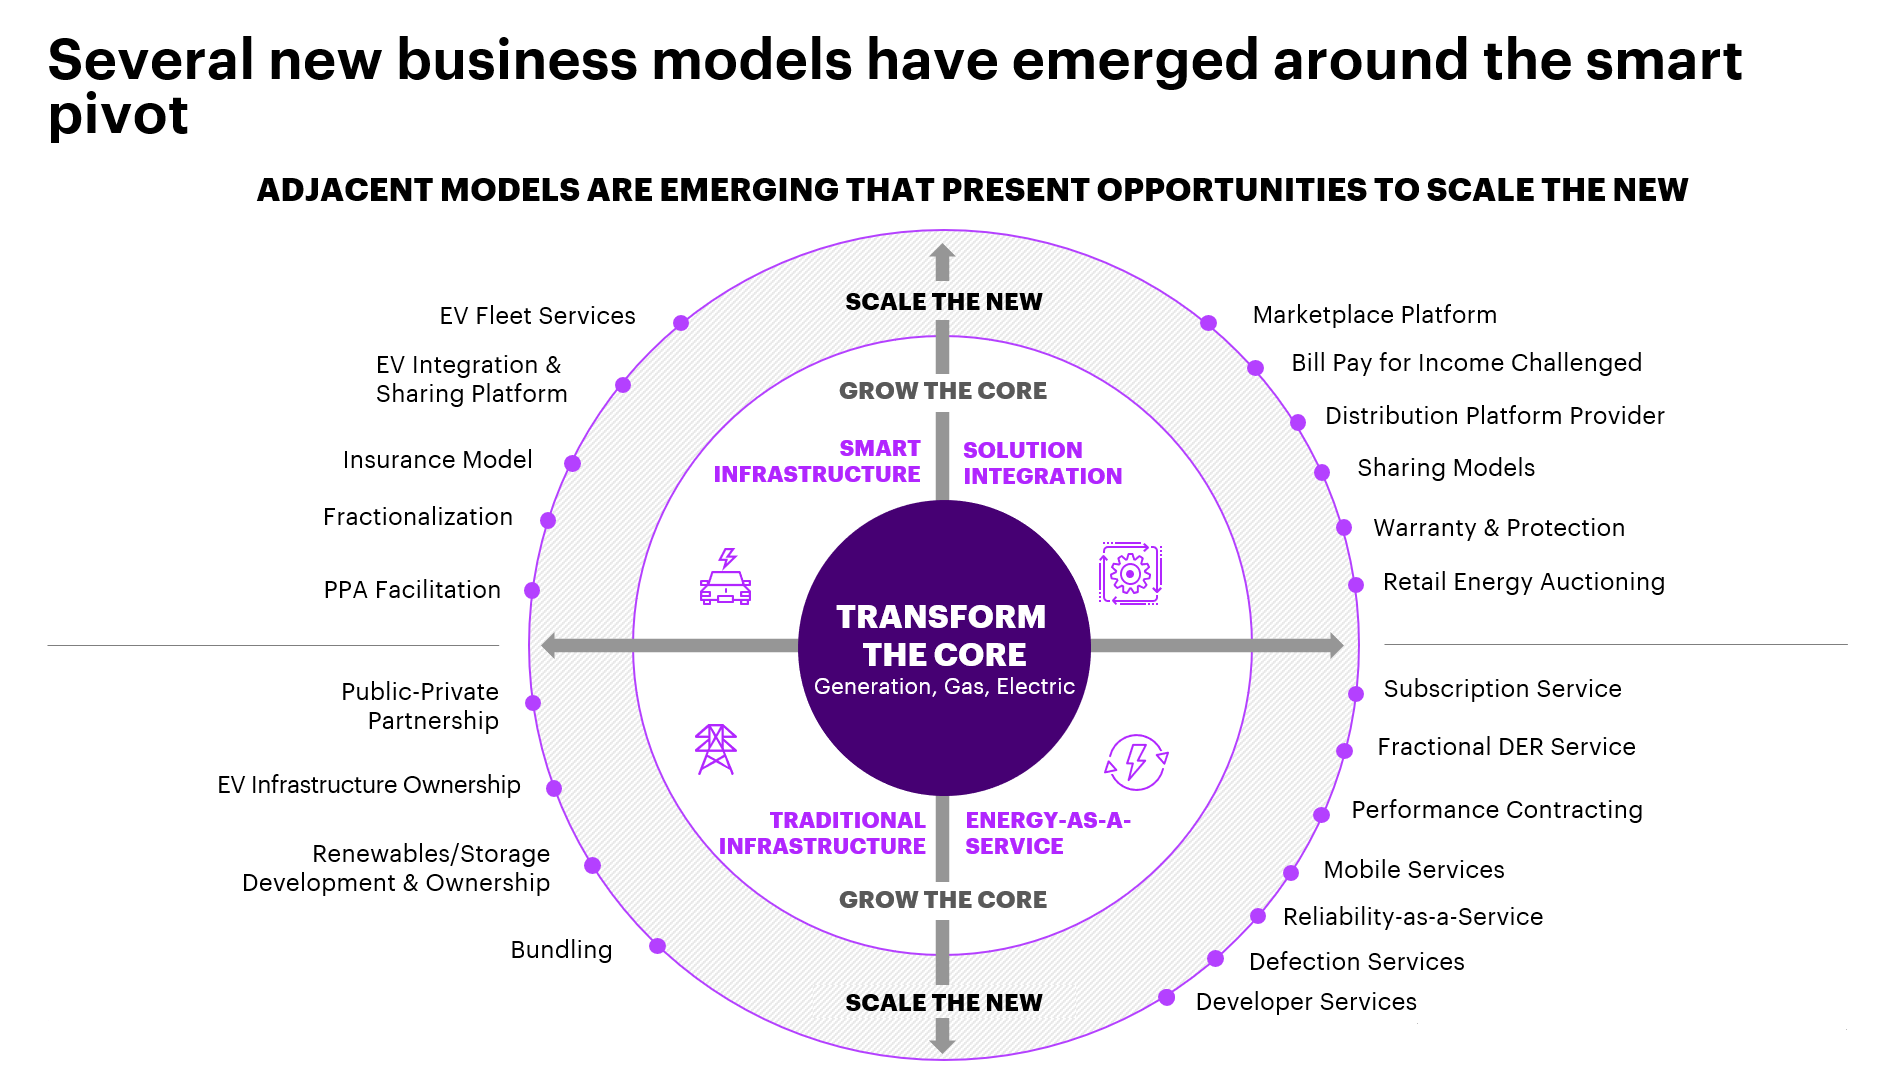 Several new business models have emerged around the smart
pivot
ADJACENT MODELS ARE EMERGING THAT PRESENT OPPORTUNITIES TO SCALE THE NEW
SCALE THE NEW
GROW THE CORE
SMART
INFRASTRUCTURE
SOLUTION
INTEGRATION
TRANSFORM
THE CORE
Generation, Gas, Electric
TRADITIONAL
INFRASTRUCTURE
ENERGY-AS-A-
SERVICE
GROW THE CORE
SCALE THE NEW
EV Fleet Services
EV Integration &
Sharing Platform
Insurance Model
Fractionalization
PPA Facilitation
Public-Private
Partnership
EV Infrastructure Ownership
Renewables/Storage
Development & Ownership
Bundling
Marketplace Platform
Bill Pay for Income Challenged
Distribution Platform Provider
Sharing Models
Warranty & Protection
Retail Energy Auctioning
Subscription Service
Fractional DER Service
Performance Contracting
Mobile Services
Reliability-as-a-Service
Defection Services
Developer Services